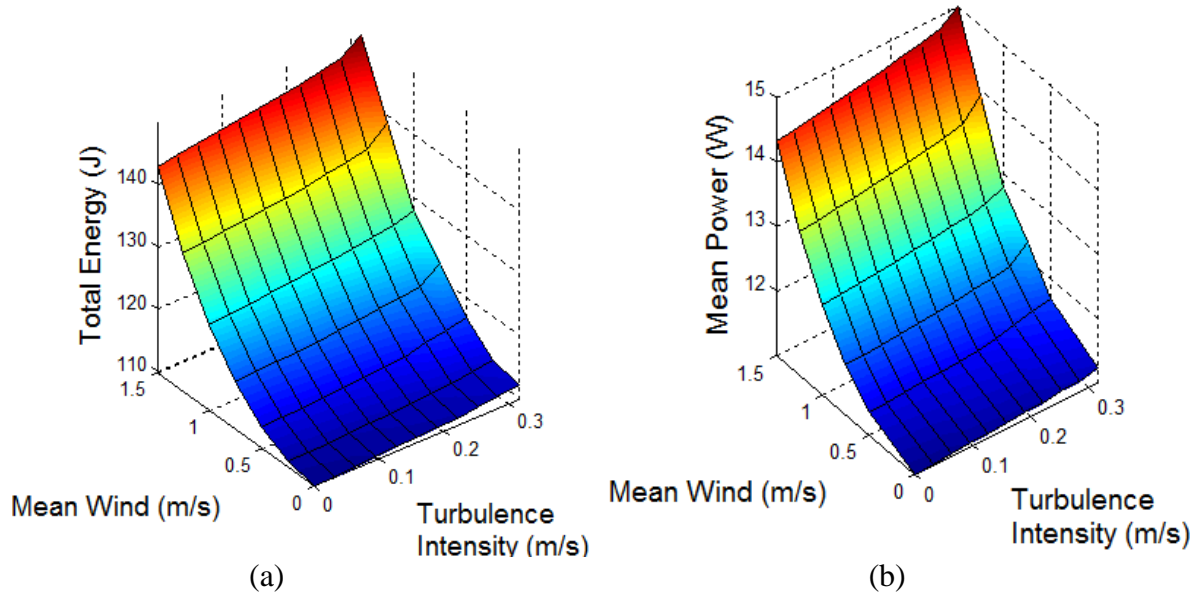 Total Energy (J)
140
130
120
110
1.5
1
0.5
0
0
0.1
0.2
0.3
Mean Wind (m/s)
Turbulence
Intensity (m/s)
(a)
Mean Power (W)
15
14
13
12
1.5
1
0.5
0
0
0.1
0.2
0.3
Mean Wind (m/s)
Turbulence
Intensity (m/s)
(b)